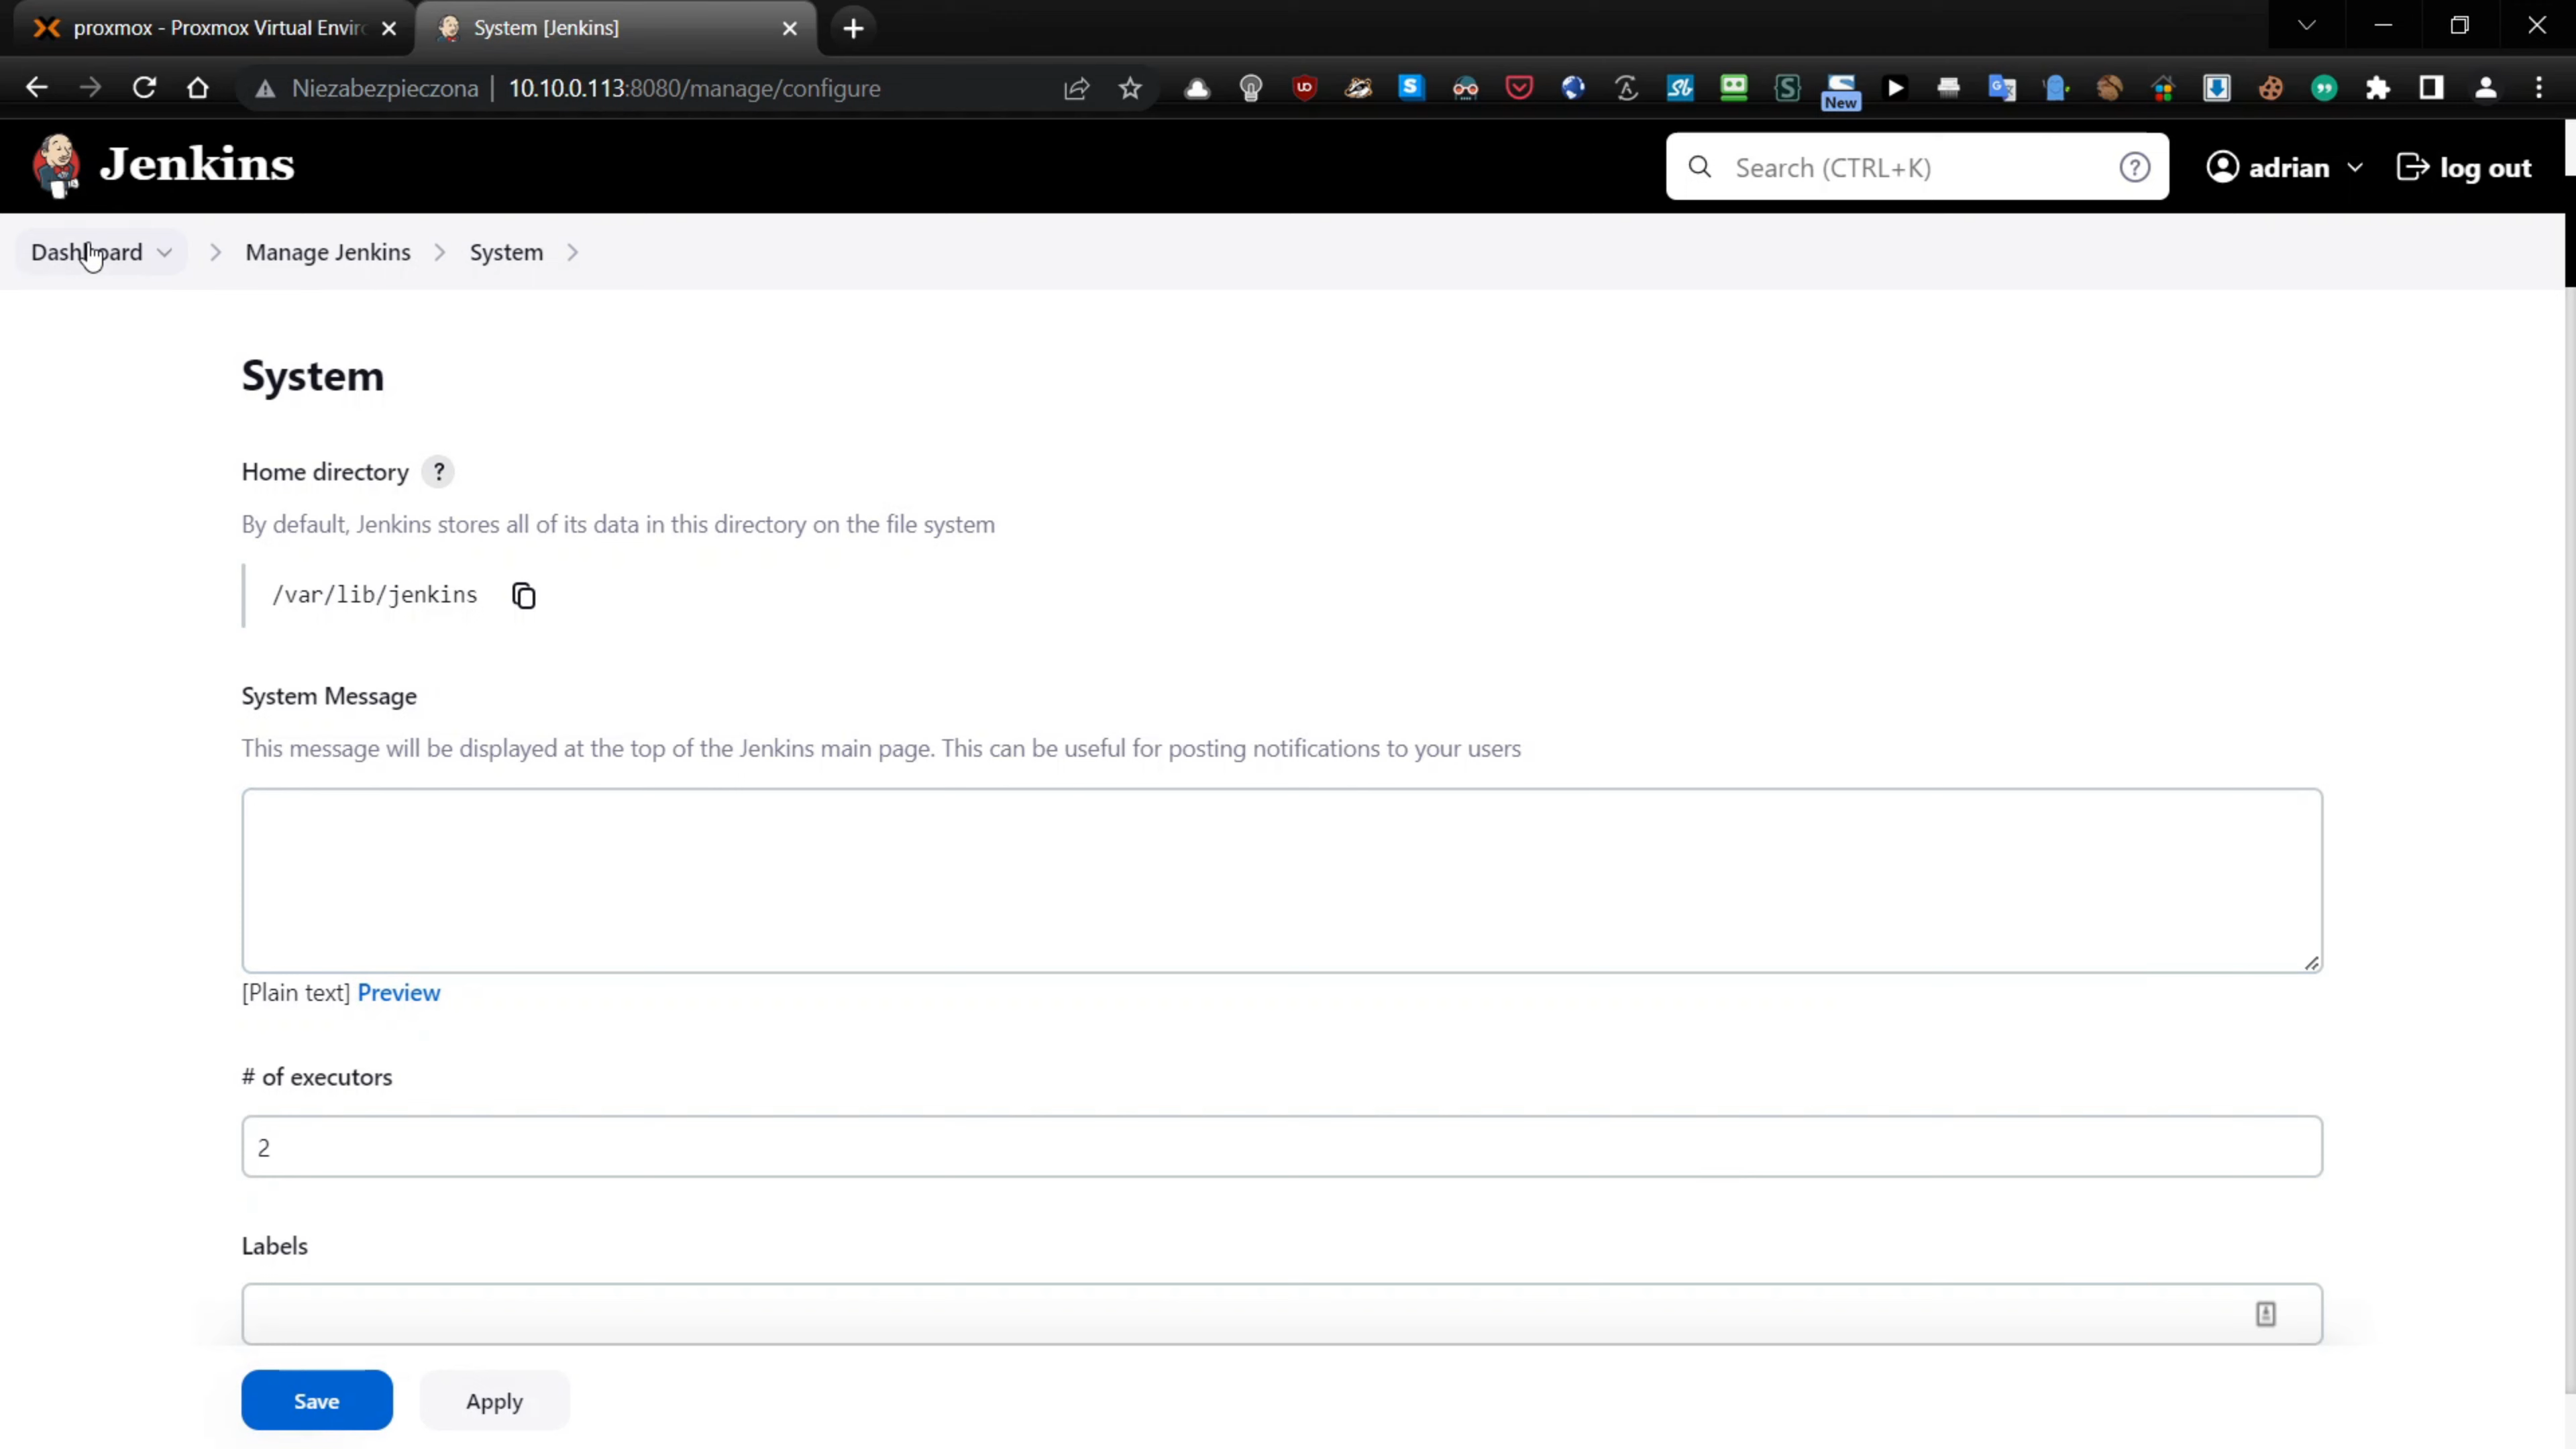 proxmox - Proxmox Virtual Envir
System [Jenkins]
Niezabezpieczona | 10.10.0.113:8080/manage/configure
New
Jenkins
Search (CTRL+K)
adrian
log out
Dashboard
Manage Jenkins
System
System
Home directory ?
By default, Jenkins stores all of its data in this directory on the file system
/var/lib/jenkins
System Message
This message will be displayed at the top of the Jenkins main page. This can be useful for posting notifications to your users
[Plain text] Preview
# of executors
2
Labels
Save
Apply